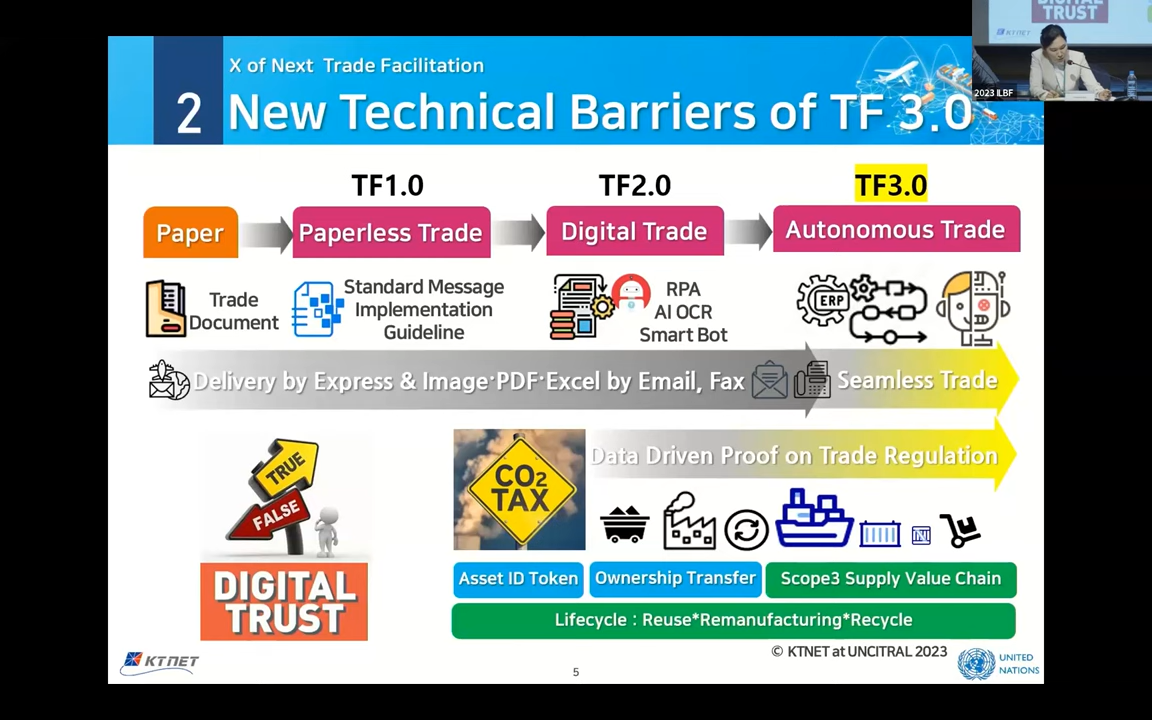 X of Next Trade Facilitation
2 New Technical Barriers of TF 3.0
DIGITAL
TRUST
KTNET
2023 ILBF
TF1.0
TF2.0
TF3.0
Paper
Paperless Trade
Digital Trade
Autonomous Trade
Trade
Document
Standard Message
Implementation
Guideline
RPA
AI OCR
Smart Bot
ERP
Delivery by Express & Image·PDF·Excel by Email, Fax
Seamless Trade
TRUE
FALSE
DIGITAL
TRUST
CO₂
TAX
Data Driven Proof on Trade Regulation
Asset ID Token
Ownership Transfer
Scope3 Supply Value Chain
Lifecycle : Reuse*Remanufacturing*Recycle
© KTNET at UNCITRAL 2023
KTNET
5
UNITED
NATIONS